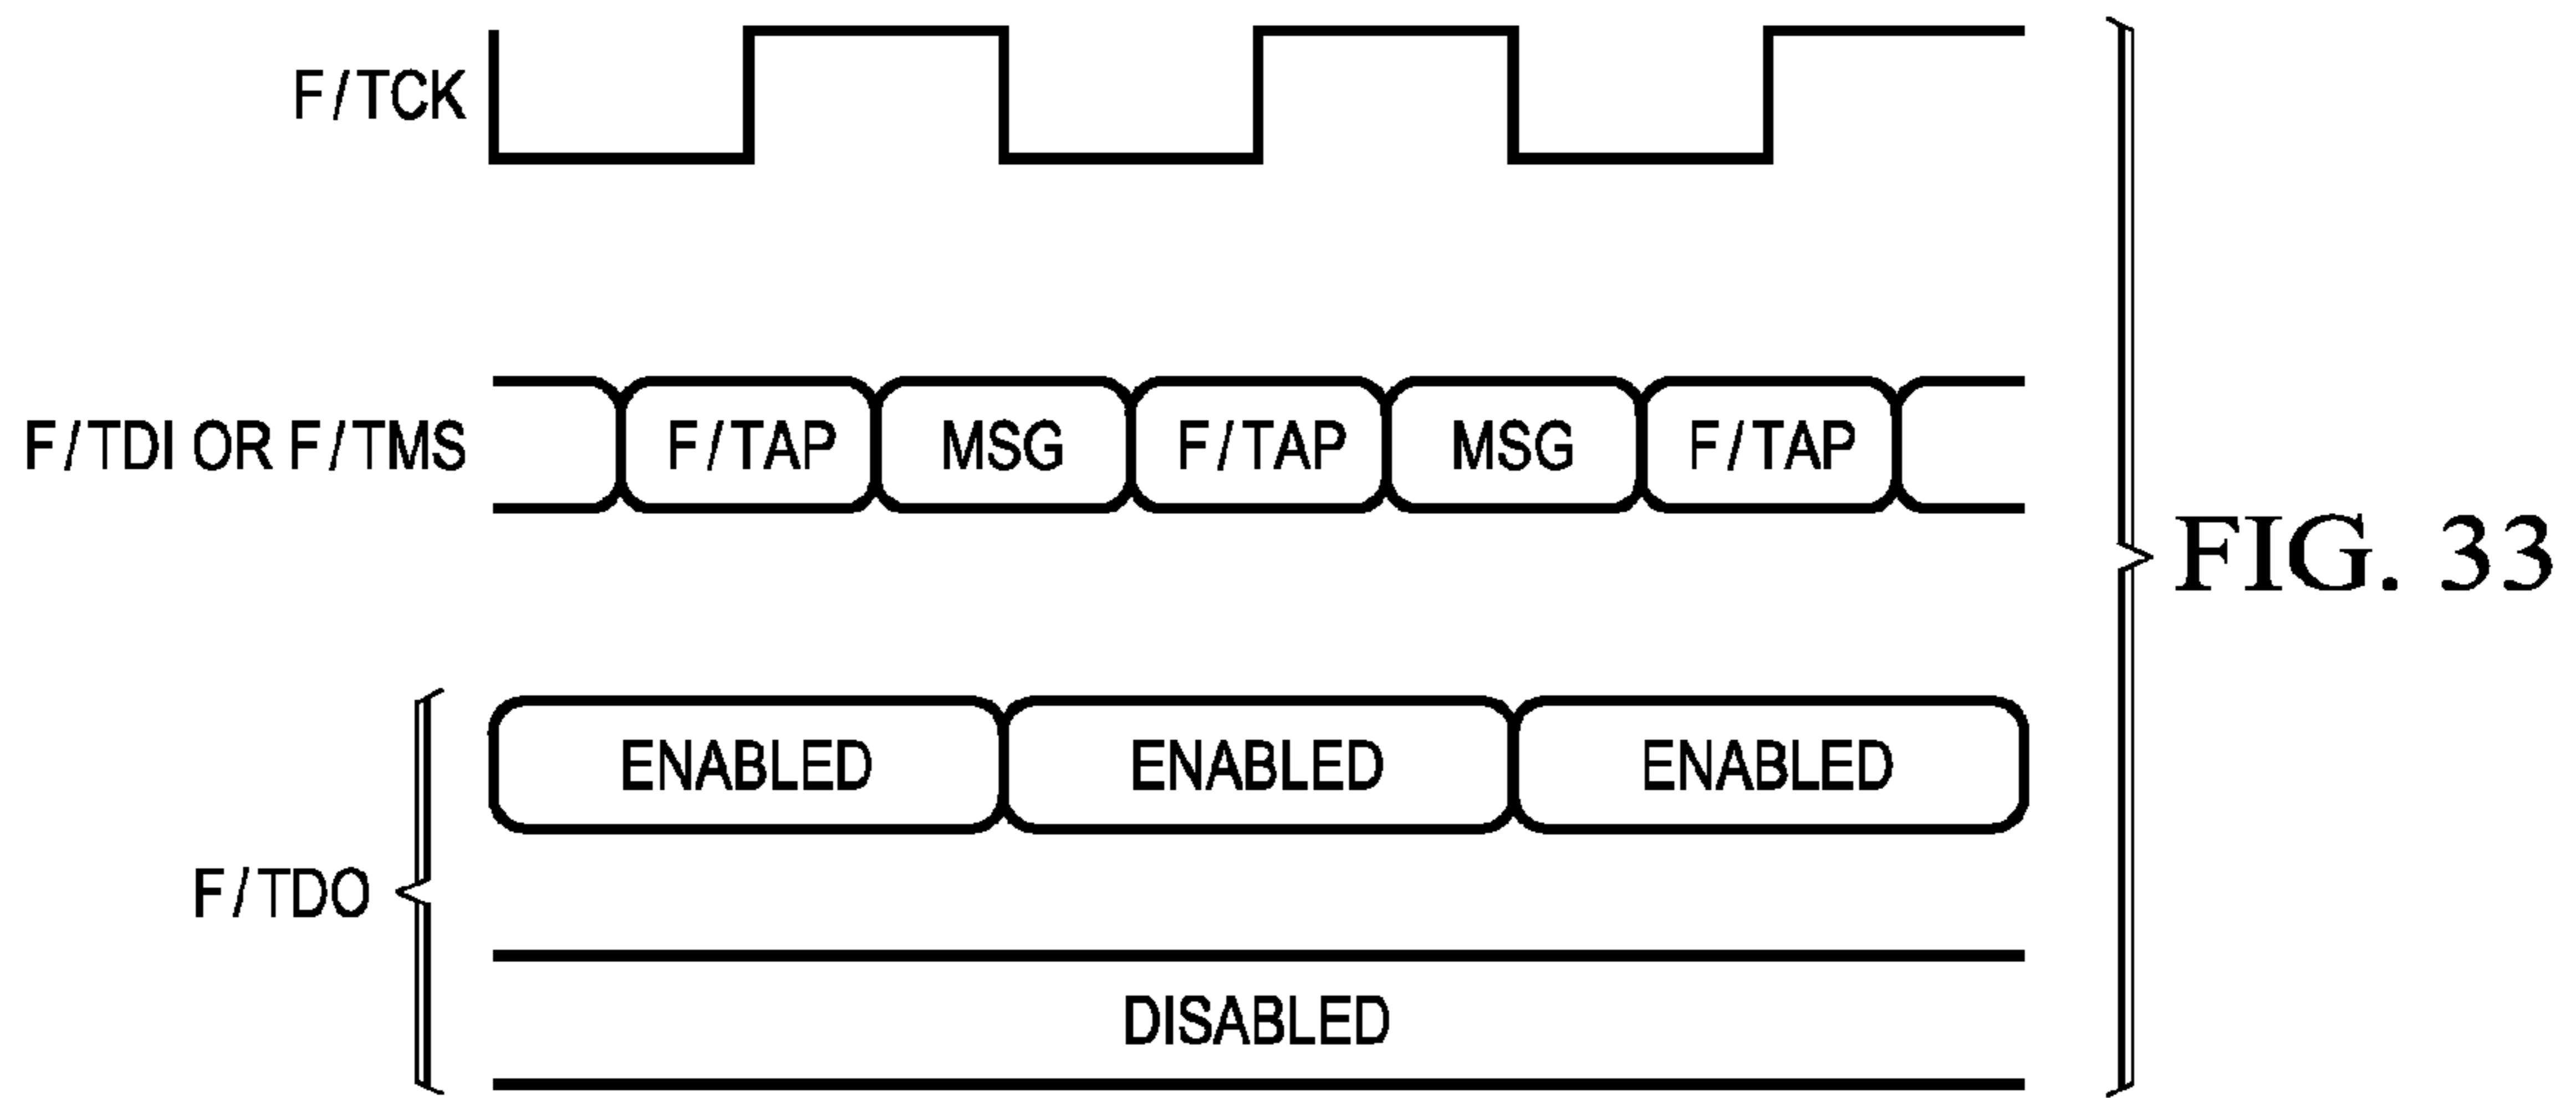 F/TCK
F/TDI OR F/TMS
F/TAP
MSG
F/TAP
MSG
F/TAP
FIG. 33
ENABLED
ENABLED
ENABLED
F/TDO
DISABLED